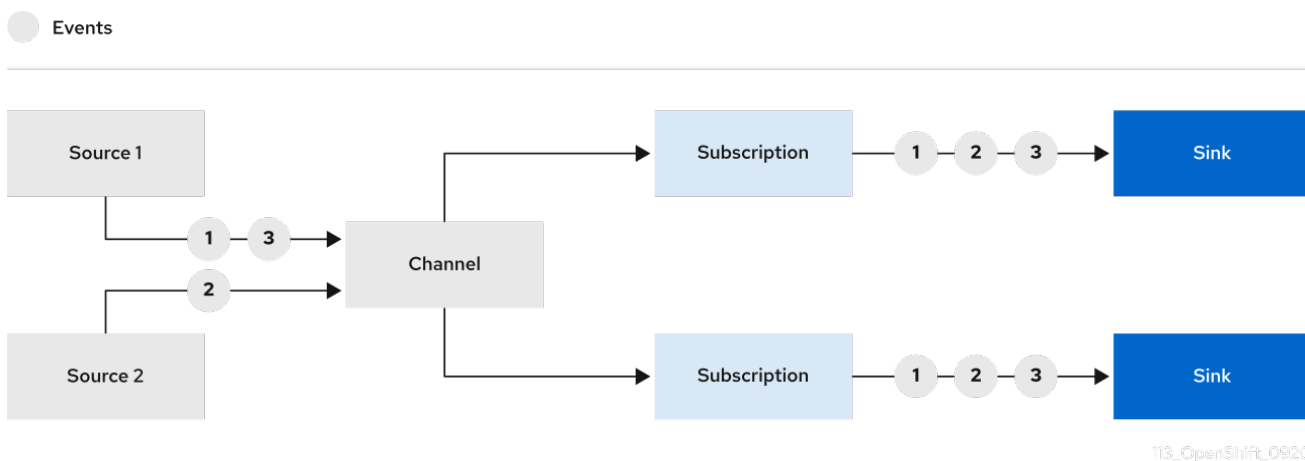 Events
Source 1
Subscription
1 2 3
Sink
1 3
Channel
2
Source 2
Subscription
1 2 3
Sink
113_OpenShift_0920